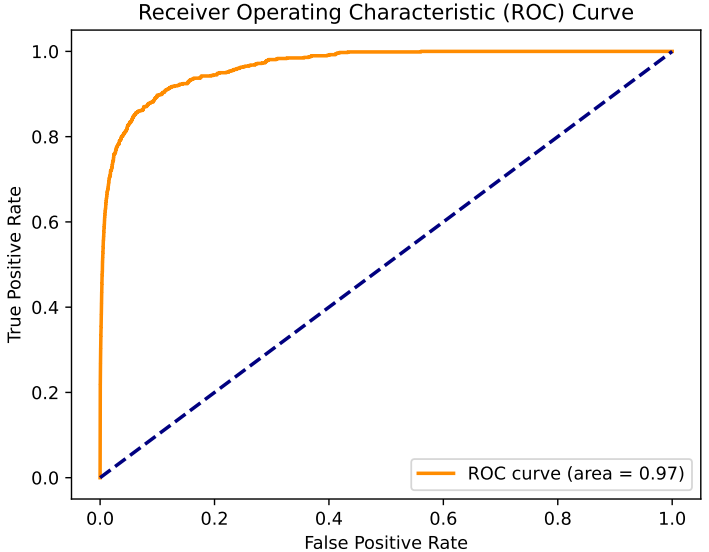 Receiver Operating Characteristic (ROC) Curve
1.0
0.8
0.6
0.4
0.2
0.0
True Positive Rate
ROC curve (area = 0.97)
0.0 0.2 0.4 0.6 0.8 1.0
False Positive Rate